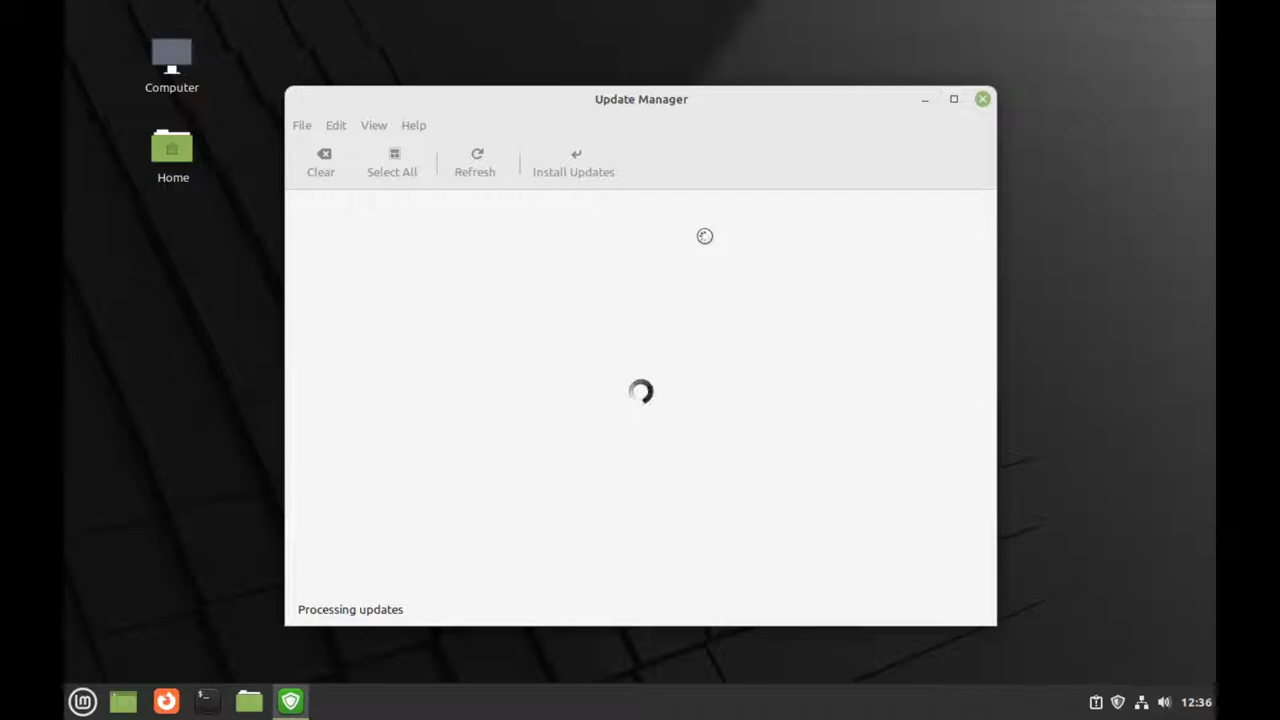 Computer
Home
Update Manager
File Edit View Help
Clear Select All Refresh Install Updates
Processing updates
12:36